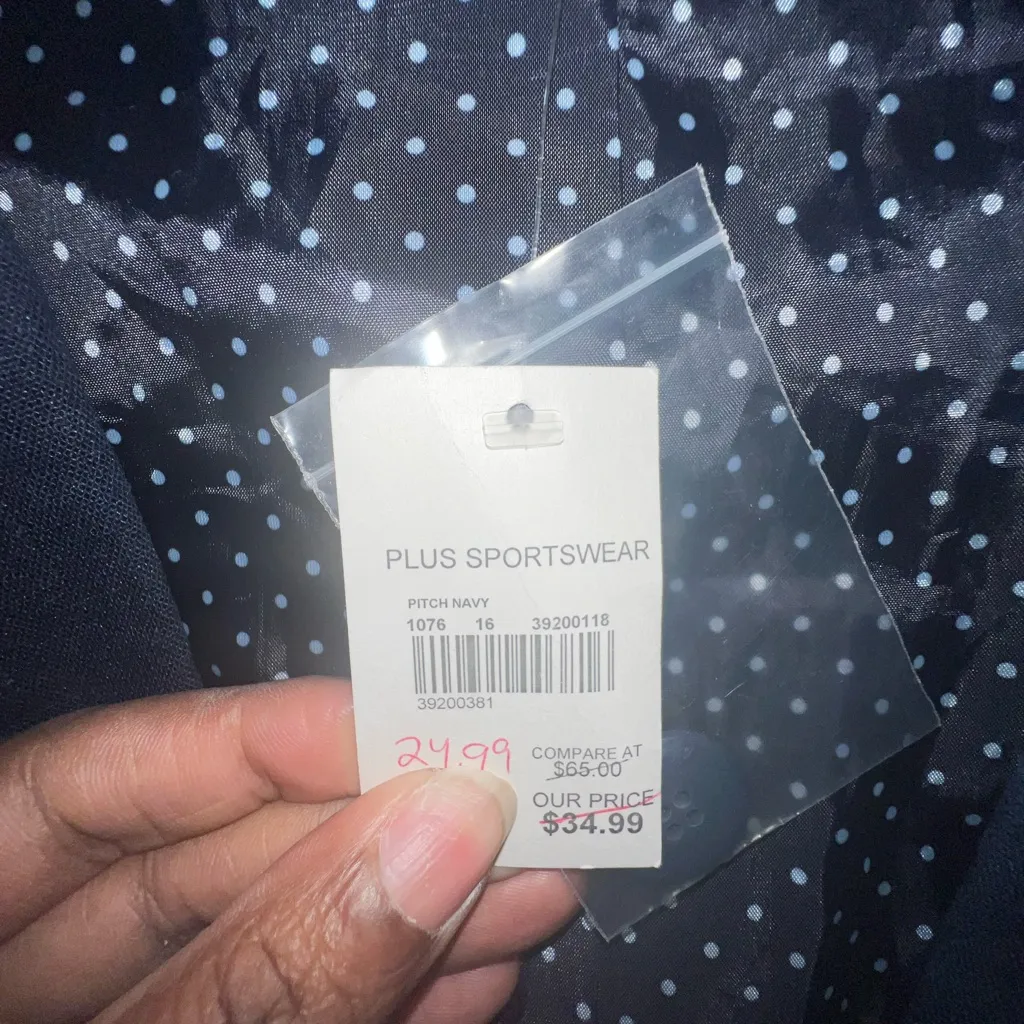 PLUS SPORTSWEAR
PITCH NAVY
1076 16 39200118
39200381
24.99
COMPARE AT
$65.00
OUR PRICE
$34.99